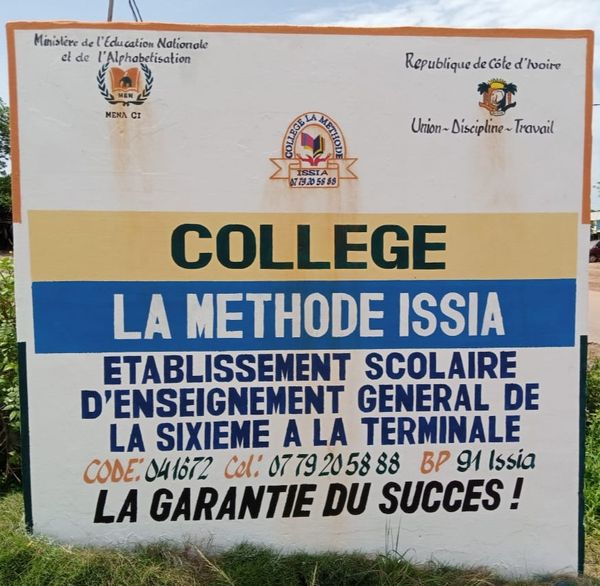 Ministère de l'Education Nationale
et de l'Alphabetisation
MEN
MENA CI
Republique de Côte d'Ivoire
Union~Discipline~Travail
COLLEGE LA METHODE
ISSIA
07 79 20 58 88
COLLEGE
LA METHODE ISSIA
ETABLISSEMENT SCOLAIRE
D'ENSEIGNEMENT GENERAL DE
LA SIXIEME A LA TERMINALE
CODE: 041672 Cel: 07 79 20 58 88 BP 91 Issia
LA GARANTIE DU SUCCES !